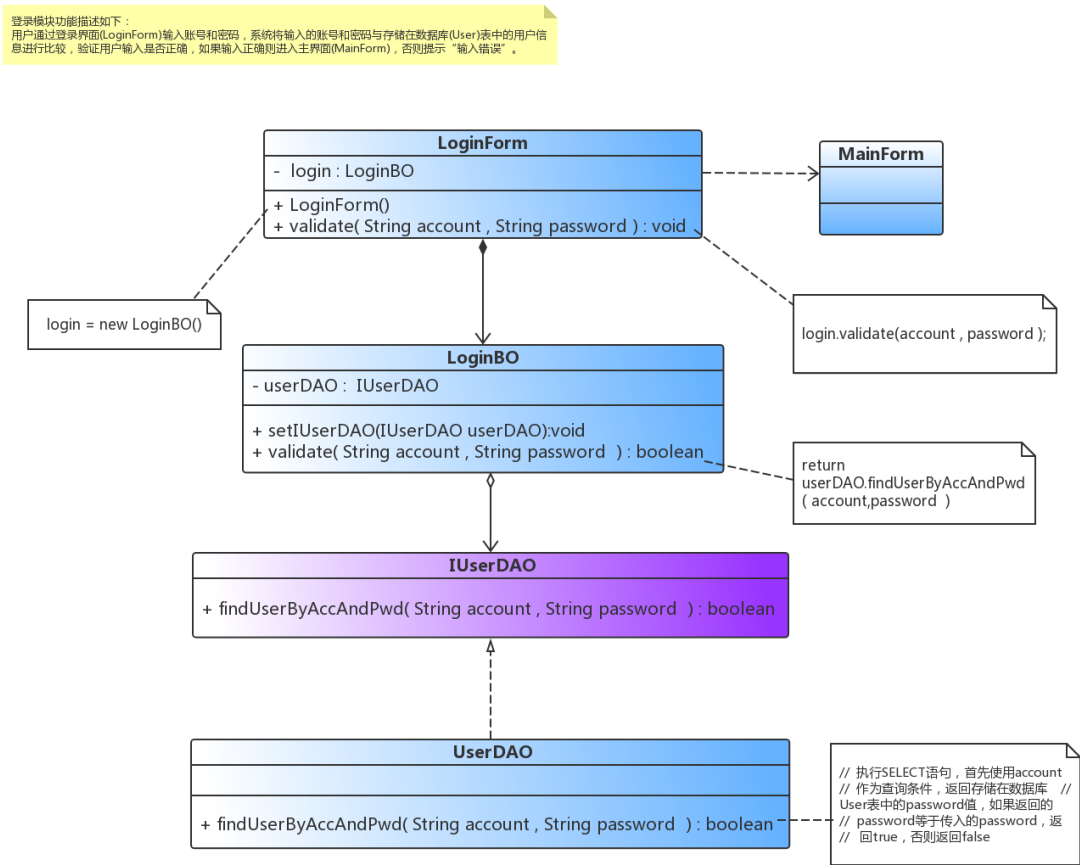 登录模块功能描述如下：
用户通过登录界面(LoginForm)输入账号和密码，系统将输入的账号和密码与存储在数据库(User)表中的用户信
息进行比较，验证用户输入是否正确，如果输入正确则进入主界面(MainForm)，否则提示“输入错误”。
LoginForm
- login : LoginBO
+ LoginForm()
+ validate( String account , String password ) : void
MainForm
login = new LoginBO()
login.validate(account , password );
LoginBO
- userDAO : IUserDAO
+ setIUserDAO(IUserDAO userDAO):void
+ validate( String account , String password ) : boolean
return
userDAO.findUserByAccAndPwd
( account,password )
IUserDAO
+ findUserByAccAndPwd( String account , String password ) : boolean
UserDAO
+ findUserByAccAndPwd( String account , String password ) : boolean
// 执行SELECT语句，首先使用account
// 作为查询条件，返回存储在数据库 //
User表中的password值，如果返回的
// password等于传入的password，返
// 回true，否则返回false